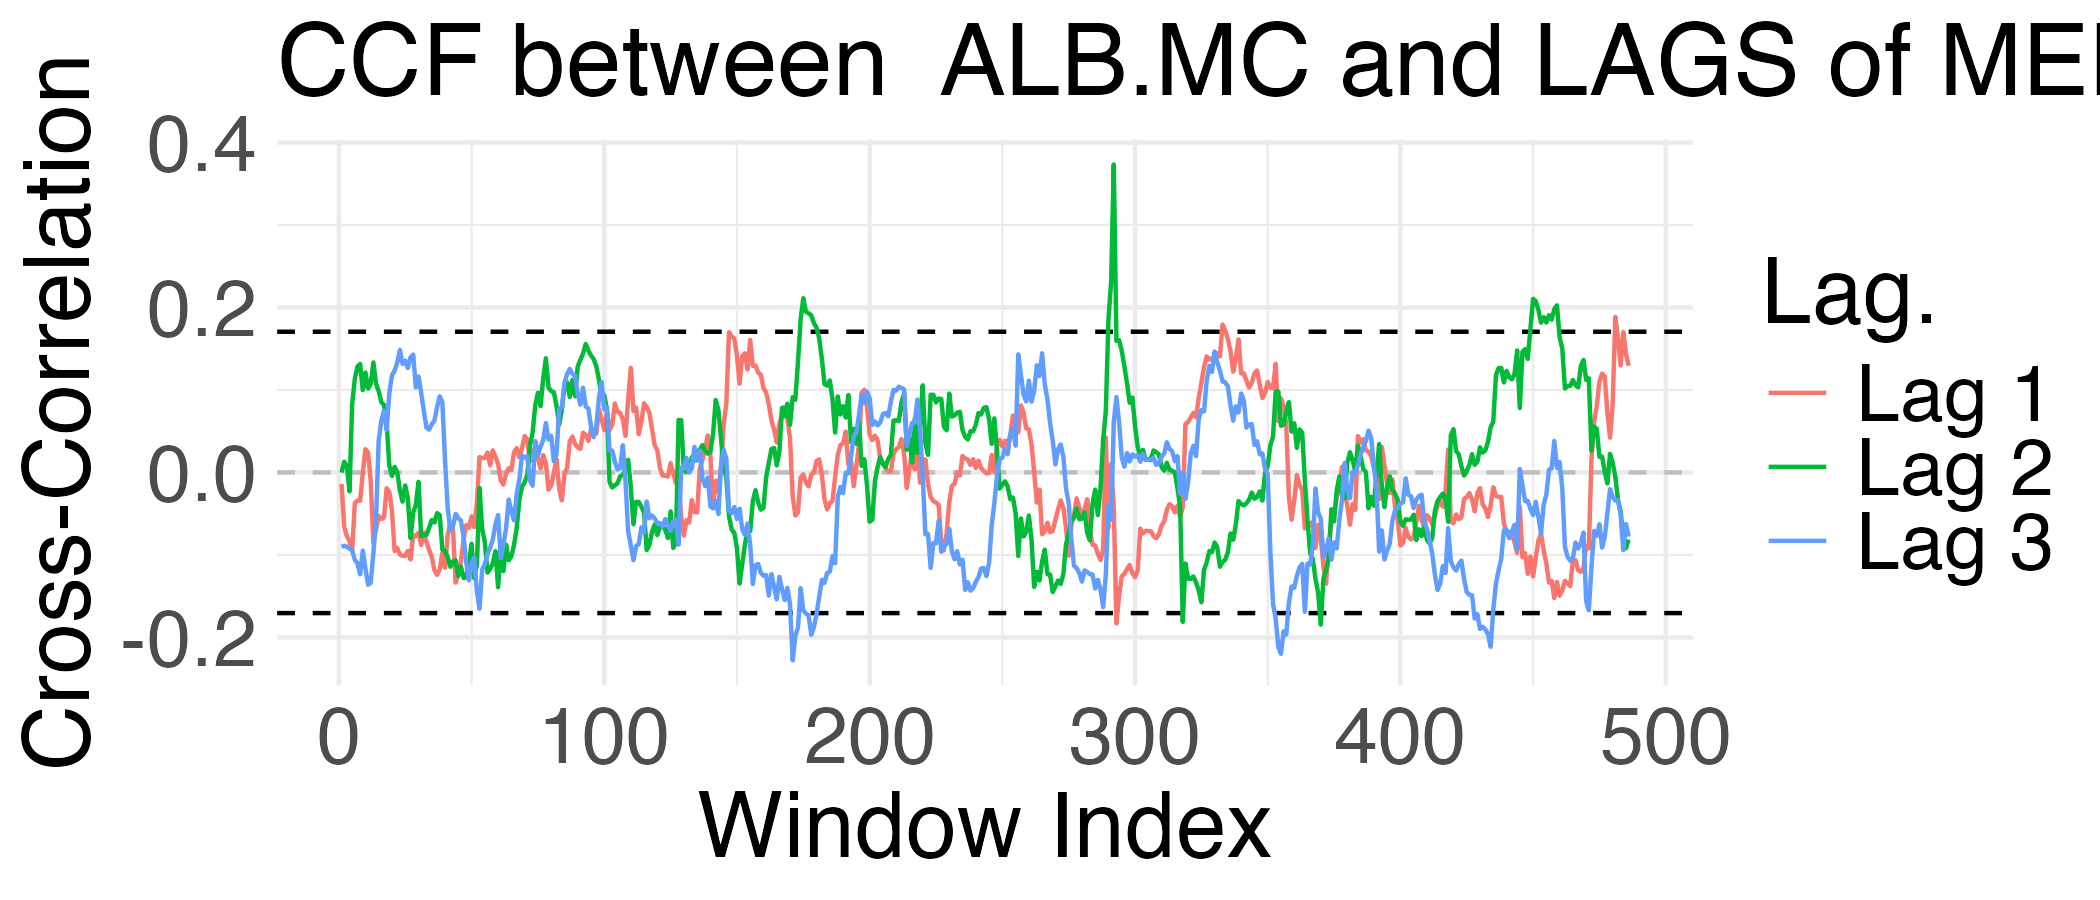 CCF between  ALB.MC and LAGS of
Cross-Correlation
0.4
0.2
0.0
-0.2
0
100
200
300
400
500
Window Index
Lag.
Lag 1
Lag 2
Lag 3